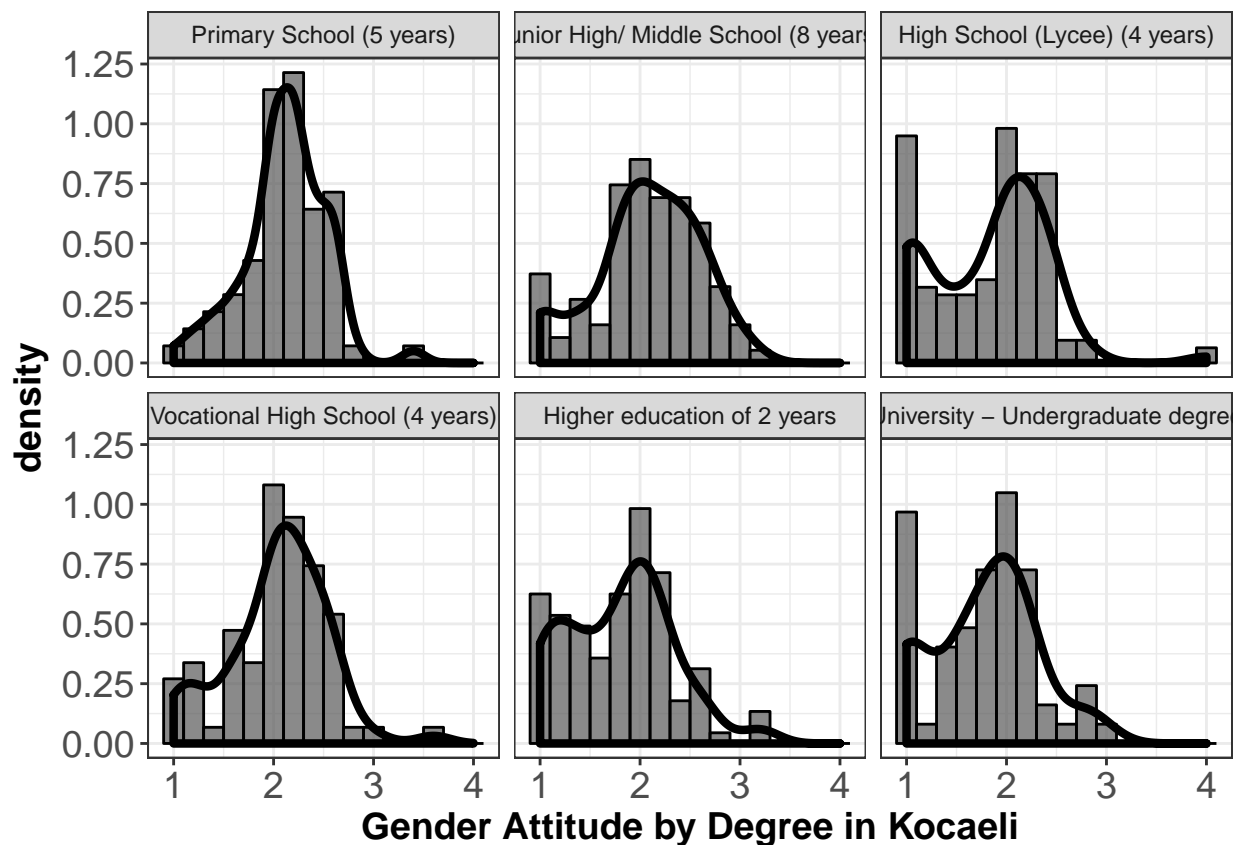 Primary School (5 years)
unior High/ Middle School (8 years
High School (Lycee) (4 years)
1.25
1.00
0.75
0.50
0.25
0.00
Vocational High School (4 years)
Higher education of 2 years
University – Undergraduate degre
1.25
1.00
0.75
0.50
0.25
0.00
density
1 2 3 4
1 2 3 4
1 2 3 4
Gender Attitude by Degree in Kocaeli